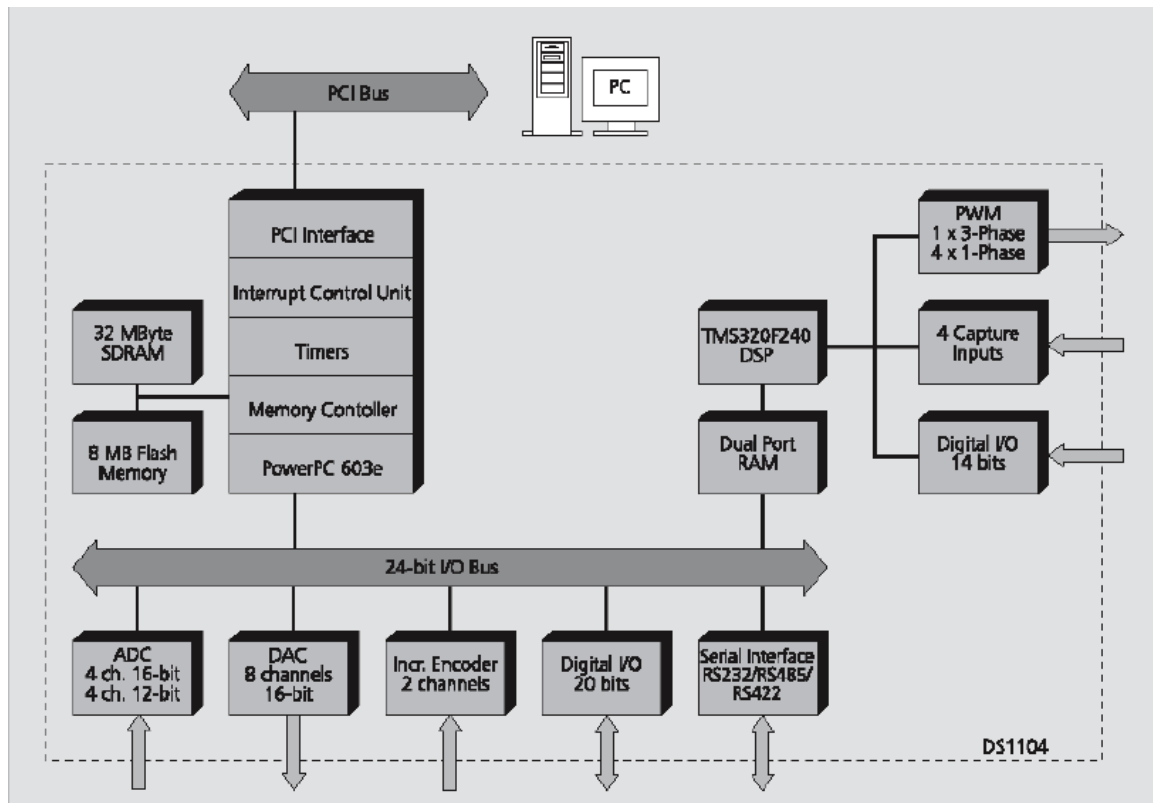 PCI Bus
PC
PCI Interface
Interrupt Control Unit
Timers
Memory Contoller
PowerPC 603e
32 MByte
SDRAM
8 MB Flash
Memory
TMS320F240
DSP
Dual Port
RAM
PWM
1 x 3-Phase
4 x 1-Phase
4 Capture
Inputs
Digital I/O
14 bits
24-bit I/O Bus
ADC
4 ch. 16-bit
4 ch. 12-bit
DAC
8 channels
16-bit
Incr. Encoder
2 channels
Digital I/O
20 bits
Serial Interface
RS232/RS485/
RS422
DS1104